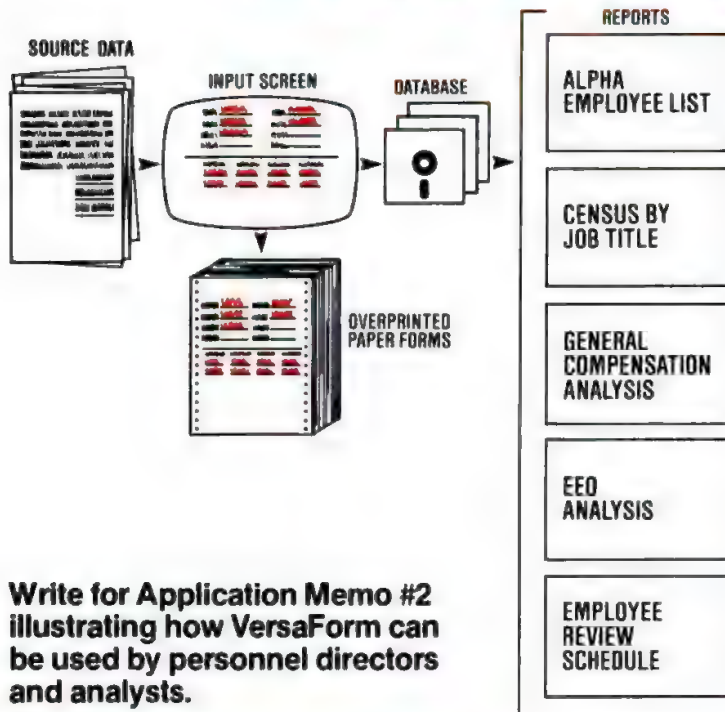 SOURCE DATA
INPUT SCREEN
DATABASE
OVERPRINTED
PAPER FORMS
REPORTS
ALPHA
EMPLOYEE LIST
CENSUS BY
JOB TITLE
GENERAL
COMPENSATION
ANALYSIS
EEO
ANALYSIS
EMPLOYEE
REVIEW
SCHEDULE
Write for Application Memo #2
illustrating how VersaForm can
be used by personnel directors
and analysts.